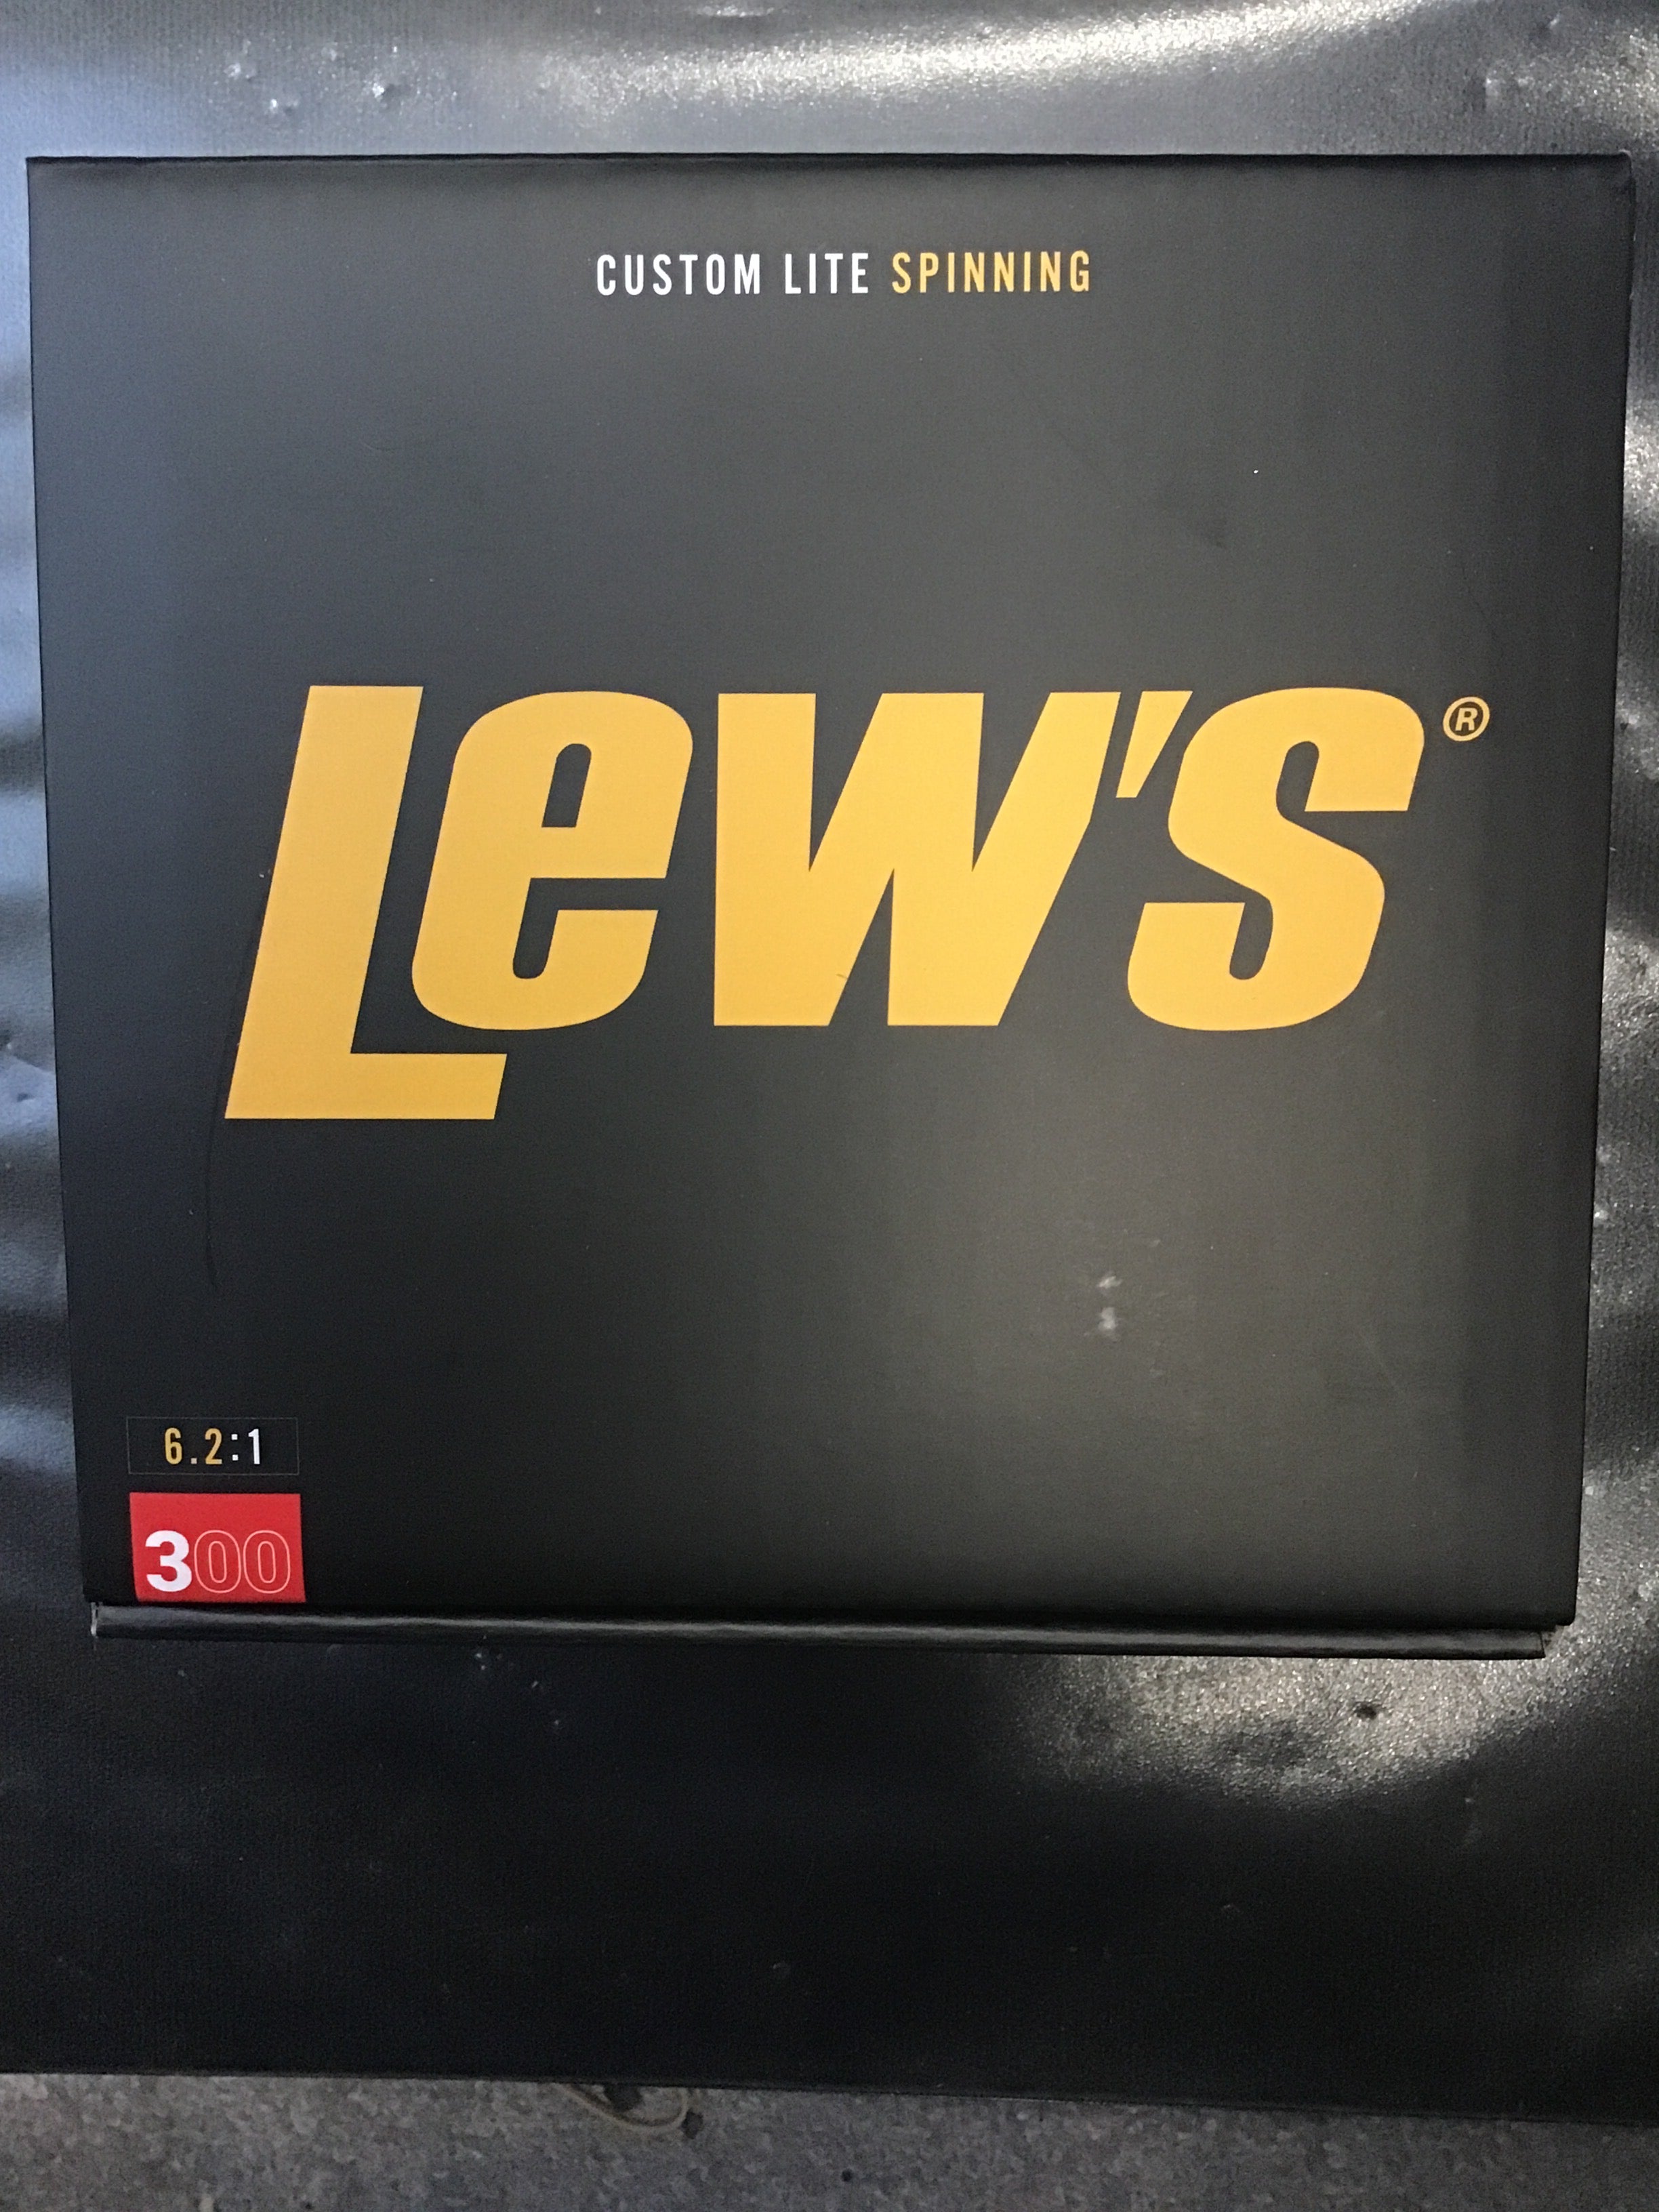 CUSTOM LITE SPINNING
Lew's®
6.2:1
300